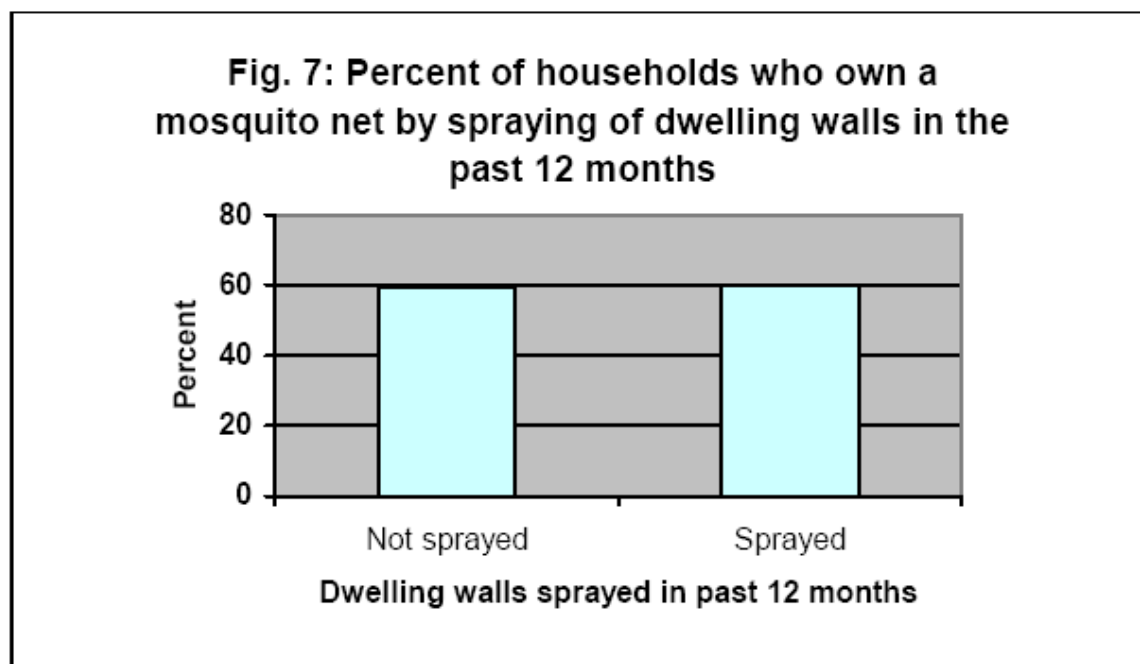 Fig. 7: Percent of households who own a
mosquito net by spraying of dwelling walls in the
past 12 months
80
60
40
20
0
Percent
Not sprayed
Sprayed
Dwelling walls sprayed in past 12 months